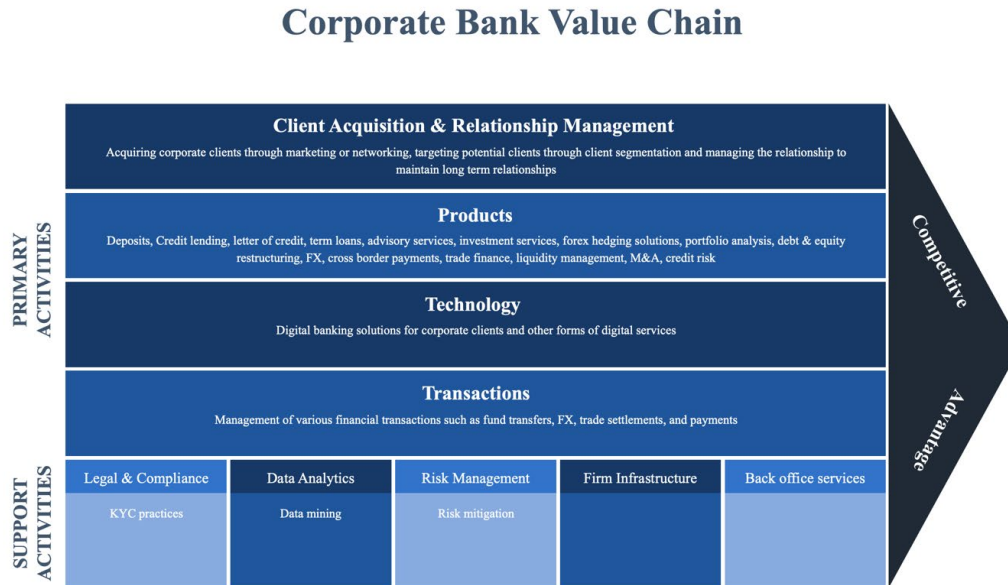 Corporate Bank Value Chain
Client Acquisition & Relationship Management
Acquiring corporate clients through marketing or networking, targeting potential clients through client segmentation and managing the relationship to
maintain long term relationships
PRIMARY
ACTIVITIES
Products
Deposits, Credit lending, letter of credit, term loans, advisory services, investment services, forex hedging solutions, portfolio analysis, debt & equity
restructuring, FX, cross border payments, trade finance, liquidity management, M&A, credit risk
Technology
Digital banking solutions for corporate clients and other forms of digital services
Transactions
Management of various financial transactions such as fund transfers, FX, trade settlements, and payments
SUPPORT
ACTIVITIES
Legal & Compliance
KYC practices
Data Analytics
Data mining
Risk Management
Risk mitigation
Firm Infrastructure
Back office services
Competitive
Advantage